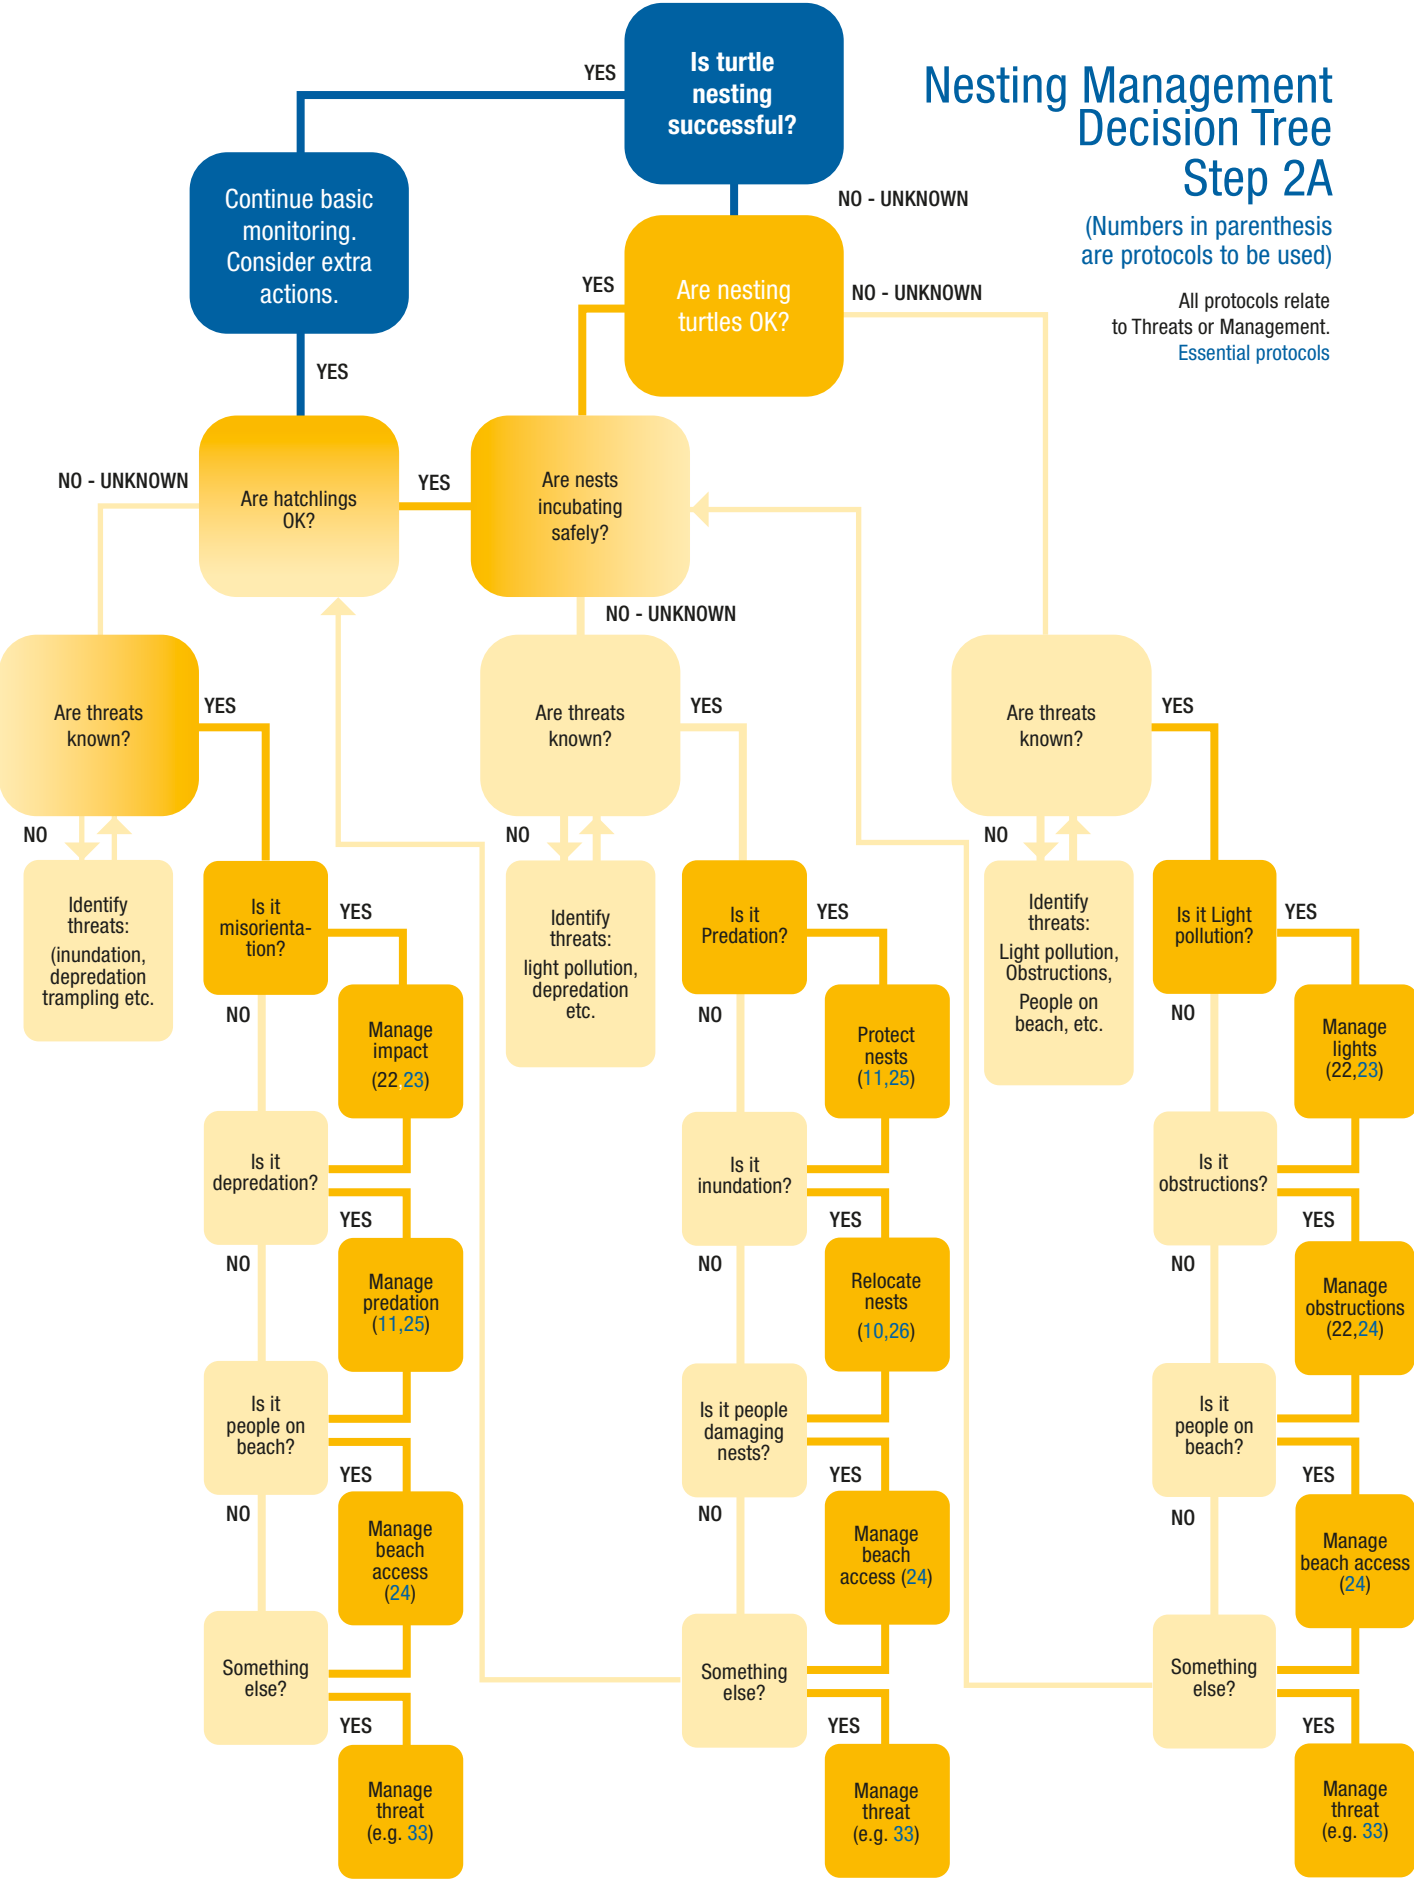 Nesting Management
Decision Tree
Step 2A
(Numbers in parenthesis
are protocols to be used)
All protocols relate
to Threats or Management.
Essential protocols
Is turtle
nesting
successful?
YES
NO - UNKNOWN
Continue basic
monitoring.
Consider extra
actions.
YES
Are nesting
turtles OK?
YES
NO - UNKNOWN
Are hatchlings
OK?
NO - UNKNOWN
YES
Are nests
incubating
safely?
NO - UNKNOWN
Are threats
known?
YES
NO
Identify
threats:
(inundation,
depredation
trampling etc.
Is it
misorienta-
tion?
YES
NO
Manage
impact
(22,23)
Is it
depredation?
YES
NO
Manage
predation
(11,25)
Is it
people on
beach?
YES
NO
Manage
beach
access
(24)
Something
else?
YES
Manage
threat
(e.g. 33)
Are threats
known?
YES
NO
Identify
threats:
light pollution,
depredation
etc.
Is it
Predation?
YES
NO
Protect
nests
(11,25)
Is it
inundation?
YES
NO
Relocate
nests
(10,26)
Is it people
damaging
nests?
YES
NO
Manage
beach
access (24)
Something
else?
YES
Manage
threat
(e.g. 33)
Are threats
known?
YES
NO
Identify
threats:
Light pollution,
Obstructions,
People on
beach, etc.
Is it Light
pollution?
YES
NO
Manage
lights
(22,23)
Is it
obstructions?
YES
NO
Manage
obstructions
(22,24)
Is it
people on
beach?
YES
NO
Manage
beach access
(24)
Something
else?
YES
Manage
threat
(e.g. 33)